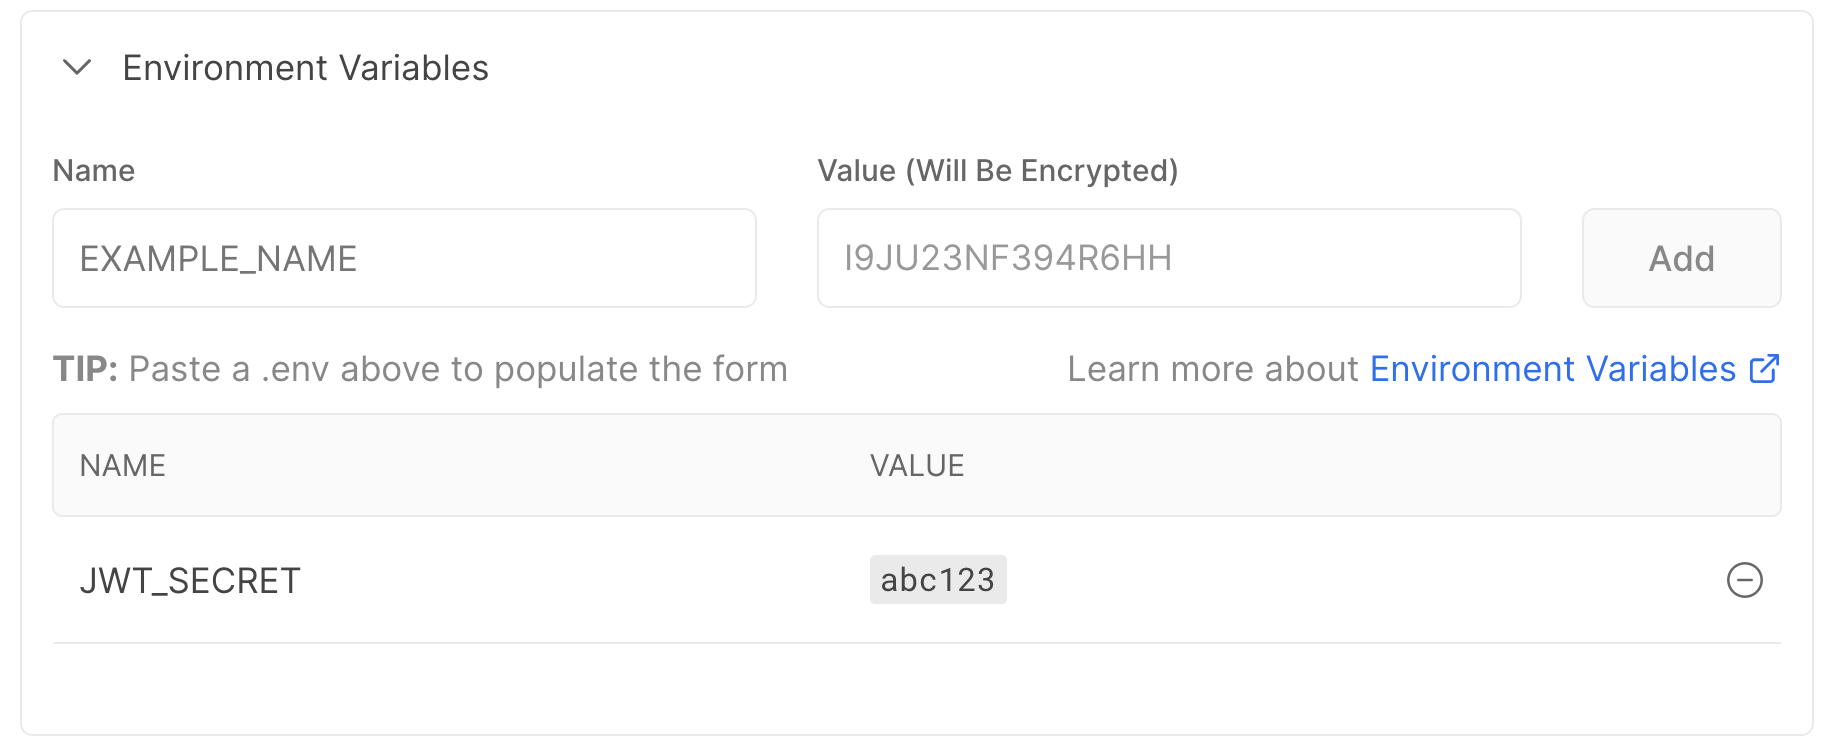 Environment Variables
Name
Value (Will Be Encrypted)
EXAMPLE_NAME
I9JU23NF394R6HH
Add
TIP: Paste a .env above to populate the form
Learn more about Environment Variables
NAME
VALUE
JWT_SECRET
abc123